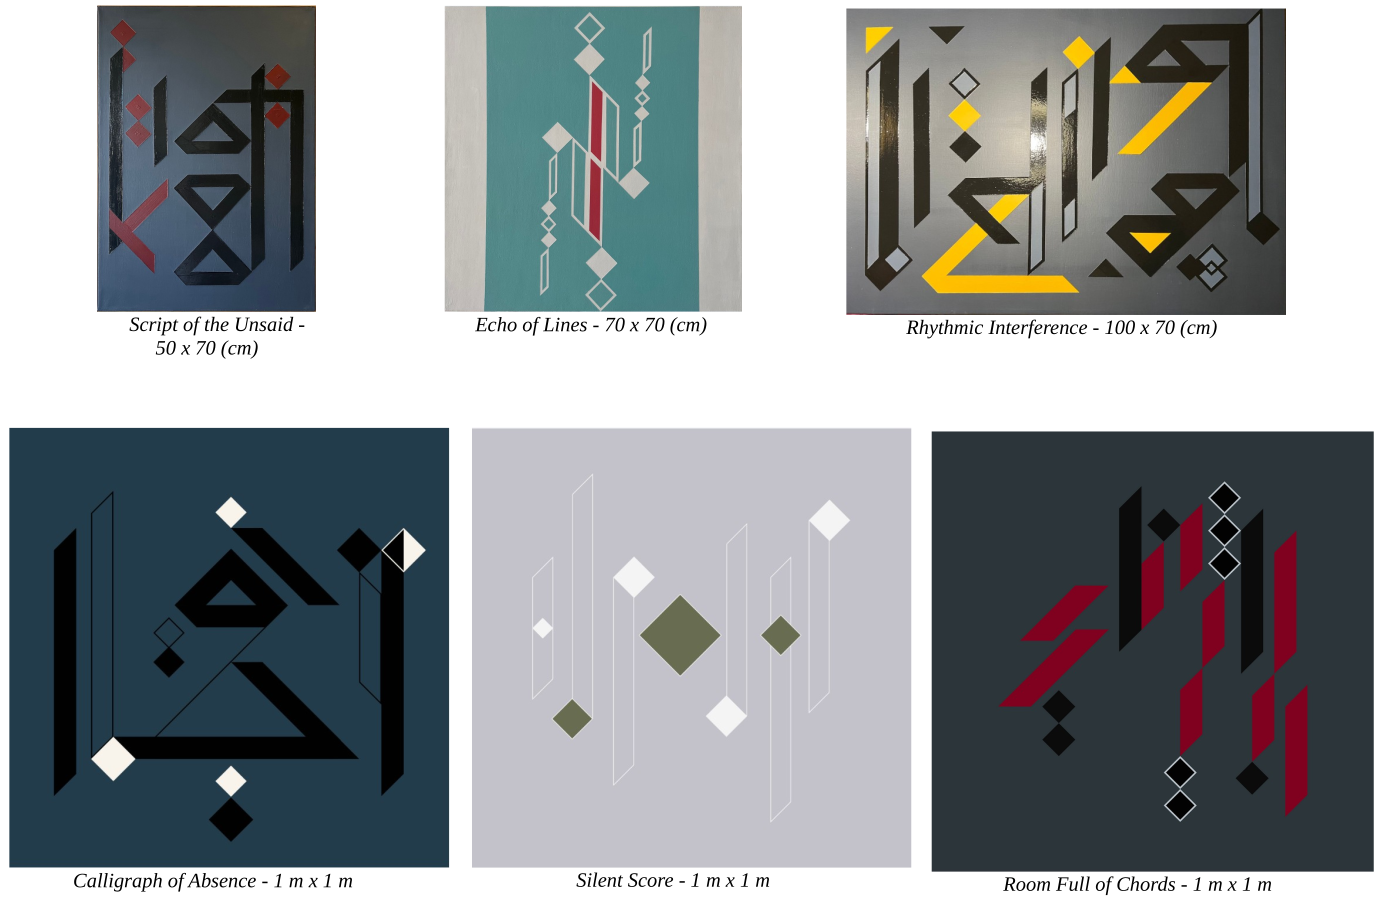 Script of the Unsaid -
50 x 70 (cm)
Echo of Lines - 70 x 70 (cm)
Rhythmic Interference - 100 x 70 (cm)
Calligraph of Absence - 1 m x 1 m
Silent Score - 1 m x 1 m
Room Full of Chords - 1 m x 1 m